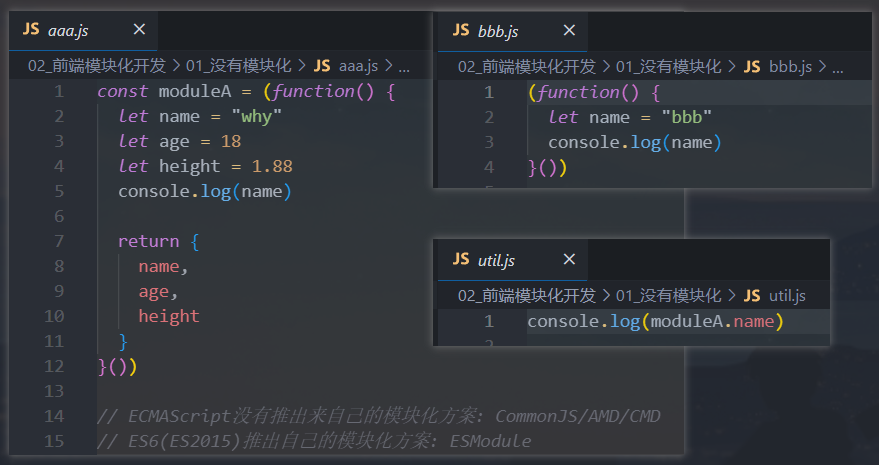 JS aaa.js ×
02_前端模块化开发 > 01_没有模块化 > JS aaa.js > ...
1 const moduleA = (function() {
2 let name = "why"
3 let age = 18
4 let height = 1.88
5 console.log(name)
6
7 return {
8 name,
9 age,
10 height
11 }
12 }())
13
14 // ECMAScript没有推出来自己的模块化方案: CommonJS/AMD/CMD
15 // ES6(ES2015)推出自己的模块化方案: ESModule
JS bbb.js ×
02_前端模块化开发 > 01_没有模块化 > JS bbb.js > ...
1 (function() {
2 let name = "bbb"
3 console.log(name)
4 }())
JS util.js ×
02_前端模块化开发 > 01_没有模块化 > JS util.js
1 console.log(moduleA.name)
2